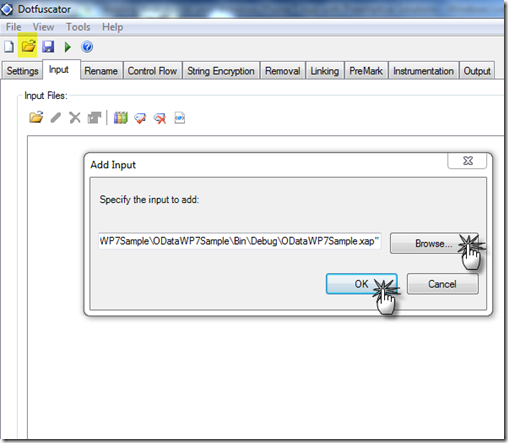 Dotfuscator
File View Tools Help
Settings Input Rename Control Flow String Encryption Removal Linking PreMark Instrumentation Output
Input Files:
Add Input
Specify the input to add:
WP7Sample\ODataWP7Sample\Bin\Debug\ODataWP7Sample.xap"
Browse...
OK Cancel